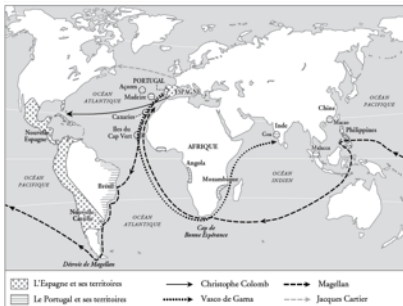 OCÉAN
ATLANTIQUE
PORTUGAL
Açores
ESPAGNE
Madère
Canaries
Iles du
Cap Vert
Nouvelle
Espagne
OCÉAN
PACIFIQUE
Brésil
Nouvelle
Castille
OCÉAN
ATLANTIQUE
Détroit de Magellan
AFRIQUE
Angola
Mozambique
Cap de
Bonne Espérance
Inde
Goa
OCÉAN
INDIEN
Chine
Macao
Philippines
Malacca
OCÉAN
PACIFIQUE
L'Espagne et ses territoires
Christophe Colomb
Magellan
Le Portugal et ses territoires
Vasco de Gama
Jacques Cartier